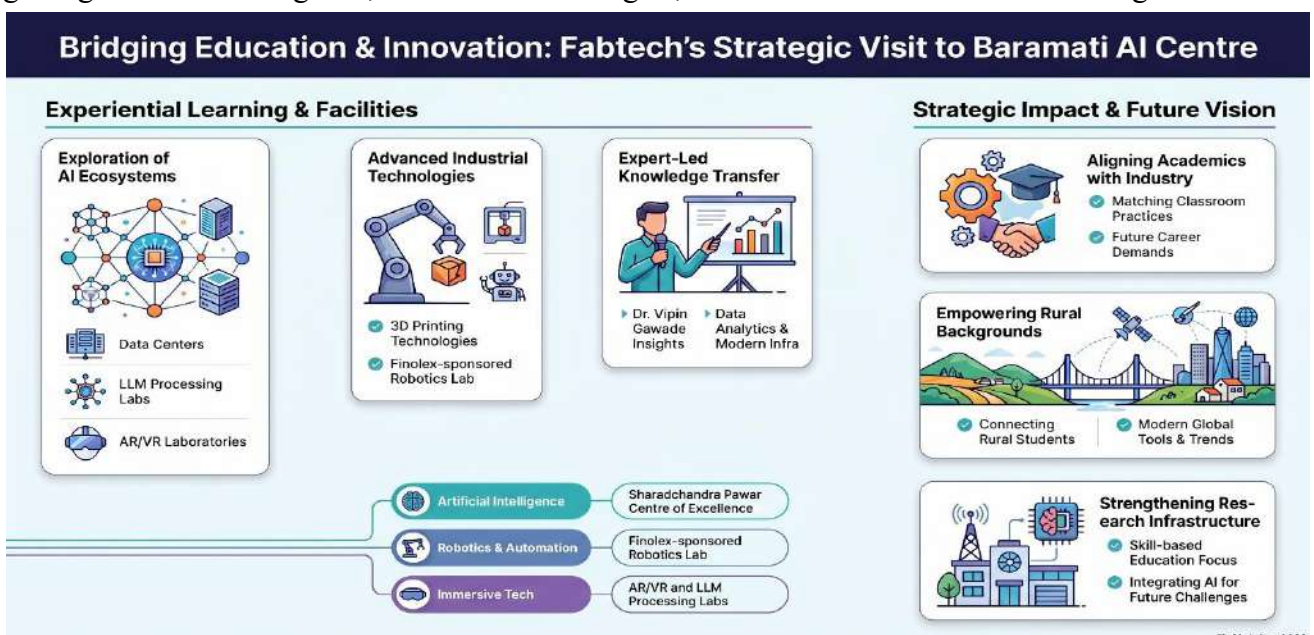 Bridging Education & Innovation: Fabtech's Strategic Visit to Baramati AI Centre
Experiential Learning & Facilities
Exploration of
AI Ecosystems
Data Centers
LLM Processing
Labs
AR/VR Laboratories
Advanced Industrial
Technologies
3D Printing
Technologies
Finolex-sponsored
Robotics Lab
Expert-Led
Knowledge Transfer
Dr. Vipin
Gawade
Insights
Data
Analytics &
Modern Infra
Artificial Intelligence
Sharadchandra Pawar
Centre of Excellence
Robotics & Automation
Finolex-sponsored
Robotics Lab
Immersive Tech
AR/VR and LLM
Processing Labs
Strategic Impact & Future Vision
Aligning Academics
with Industry
Matching Classroom
Practices
Future Career
Demands
Empowering Rural
Backgrounds
Connecting
Rural Students
Modern Global
Tools & Trends
Strengthening Res-
earch Infrastructure
Skill-based
Education Focus
Integrating AI for
Future Challenges